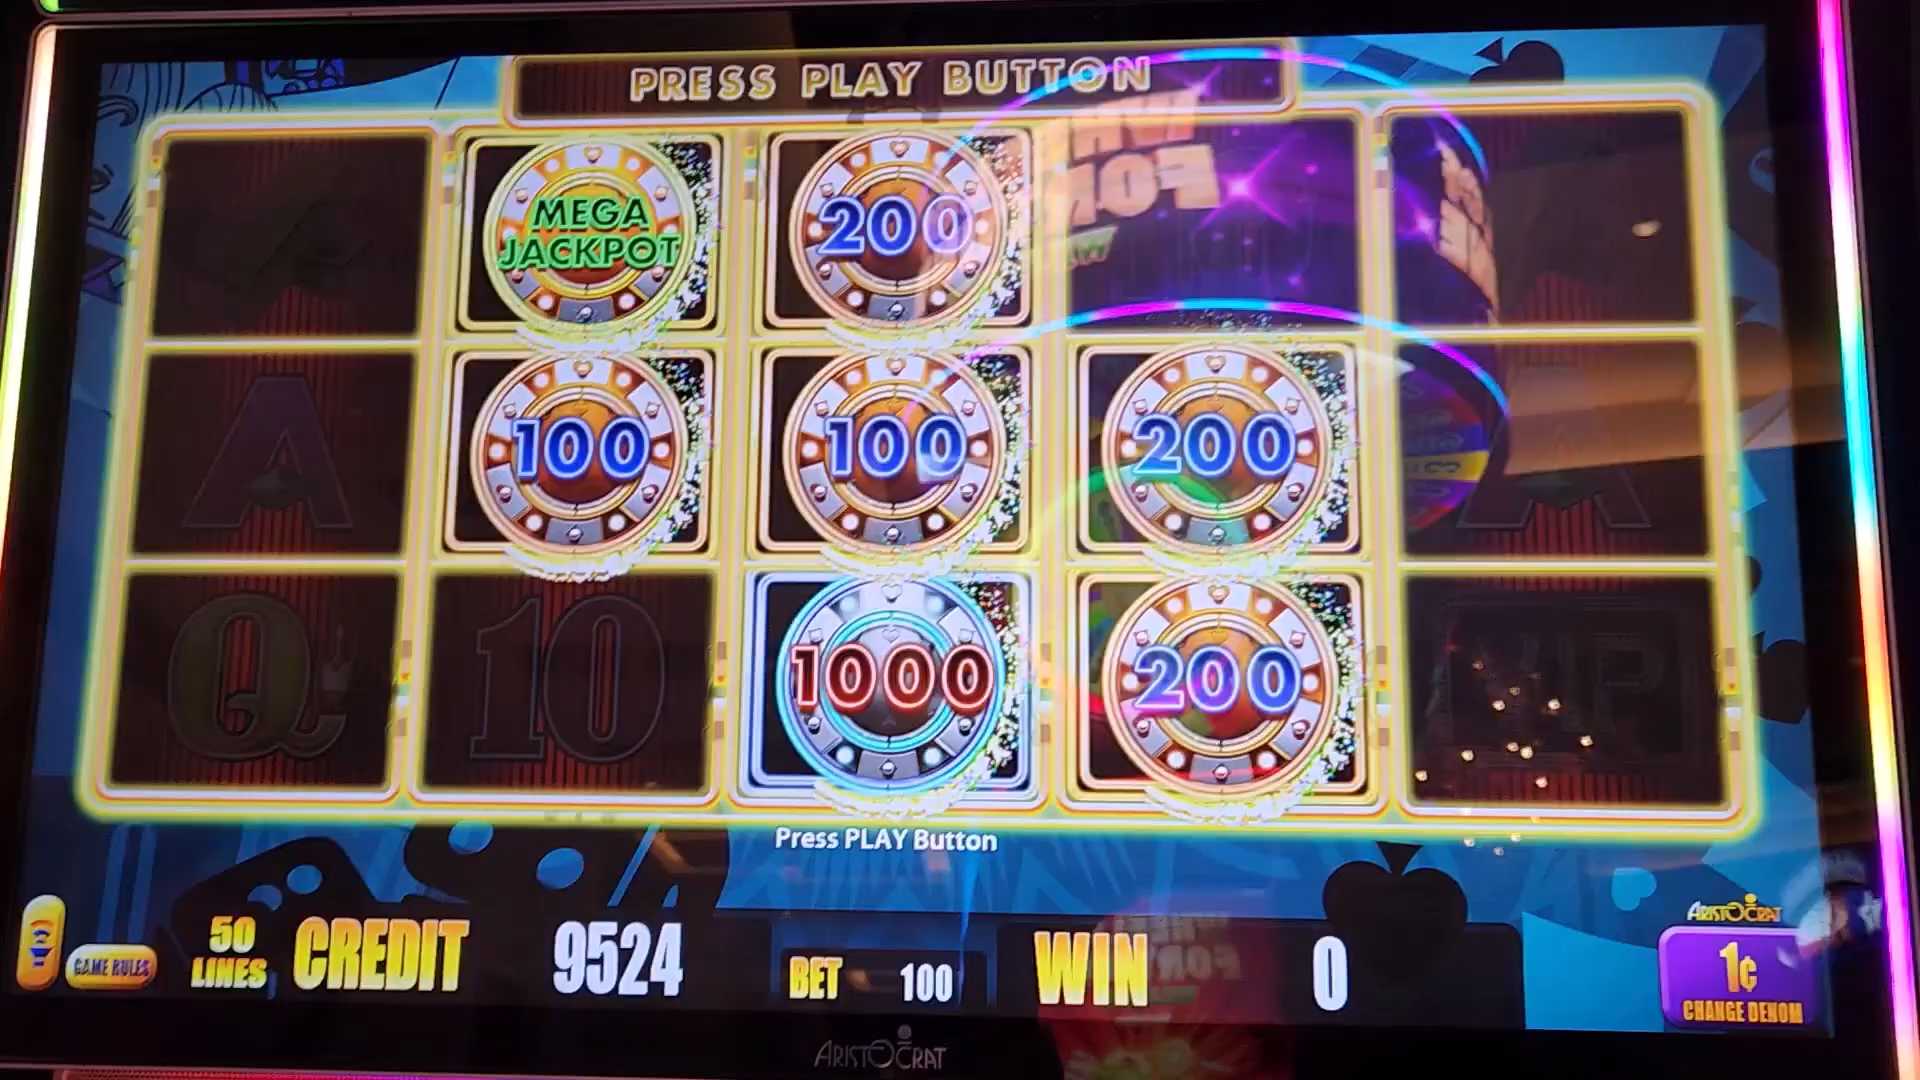 PRESS PLAY BUTTON
MEGA
JACKPOT
200
100
100
200
A
A
Q
10
1000
200
Press PLAY Button
50
LINES
CREDIT
9524
BET
100
WIN
0
GAME RULES
ARISTOCRAT
1¢
CHANGE DENOM
ARISTOCRAT